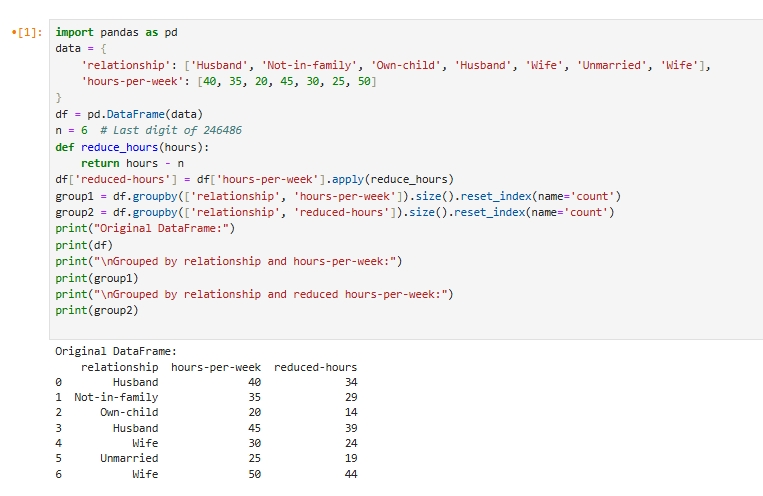 •[1]:
import pandas as pd
data = {
    'relationship': ['Husband', 'Not-in-family', 'Own-child', 'Husband', 'Wife', 'Unmarried', 'Wife'],
    'hours-per-week': [40, 35, 20, 45, 30, 25, 50]
}
df = pd.DataFrame(data)
n = 6  # Last digit of 246486
def reduce_hours(hours):
    return hours - n
df['reduced-hours'] = df['hours-per-week'].apply(reduce_hours)
group1 = df.groupby(['relationship', 'hours-per-week']).size().reset_index(name='count')
group2 = df.groupby(['relationship', 'reduced-hours']).size().reset_index(name='count')
print("Original DataFrame:")
print(df)
print("\nGrouped by relationship and hours-per-week:")
print(group1)
print("\nGrouped by relationship and reduced hours-per-week:")
print(group2)
Original DataFrame:
    relationship  hours-per-week  reduced-hours
0        Husband              40             34
1  Not-in-family              35             29
2      Own-child              20             14
3        Husband              45             39
4           Wife              30             24
5      Unmarried              25             19
6           Wife              50             44